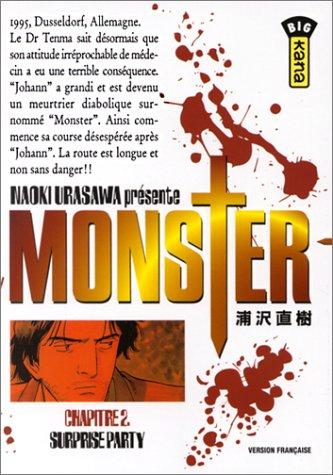 1995, Dusseldorf, Allemagne.
Le Dr Tenma sait désormais que
son attitude irréprochable de méde-
cin a eu une terrible conséquence.
"Johann" a grandi et est devenu
un meurtrier diabolique sur-
nommé "Monster". Ainsi com-
mence sa course désespérée après
"Johann". La route est longue et
non sans danger!!
BIG
KANA
NAOKI URASAWA présente
MONSTER
浦沢直樹
CHAPITRE 2
SURPRISE PARTY
VERSION FRANÇAISE